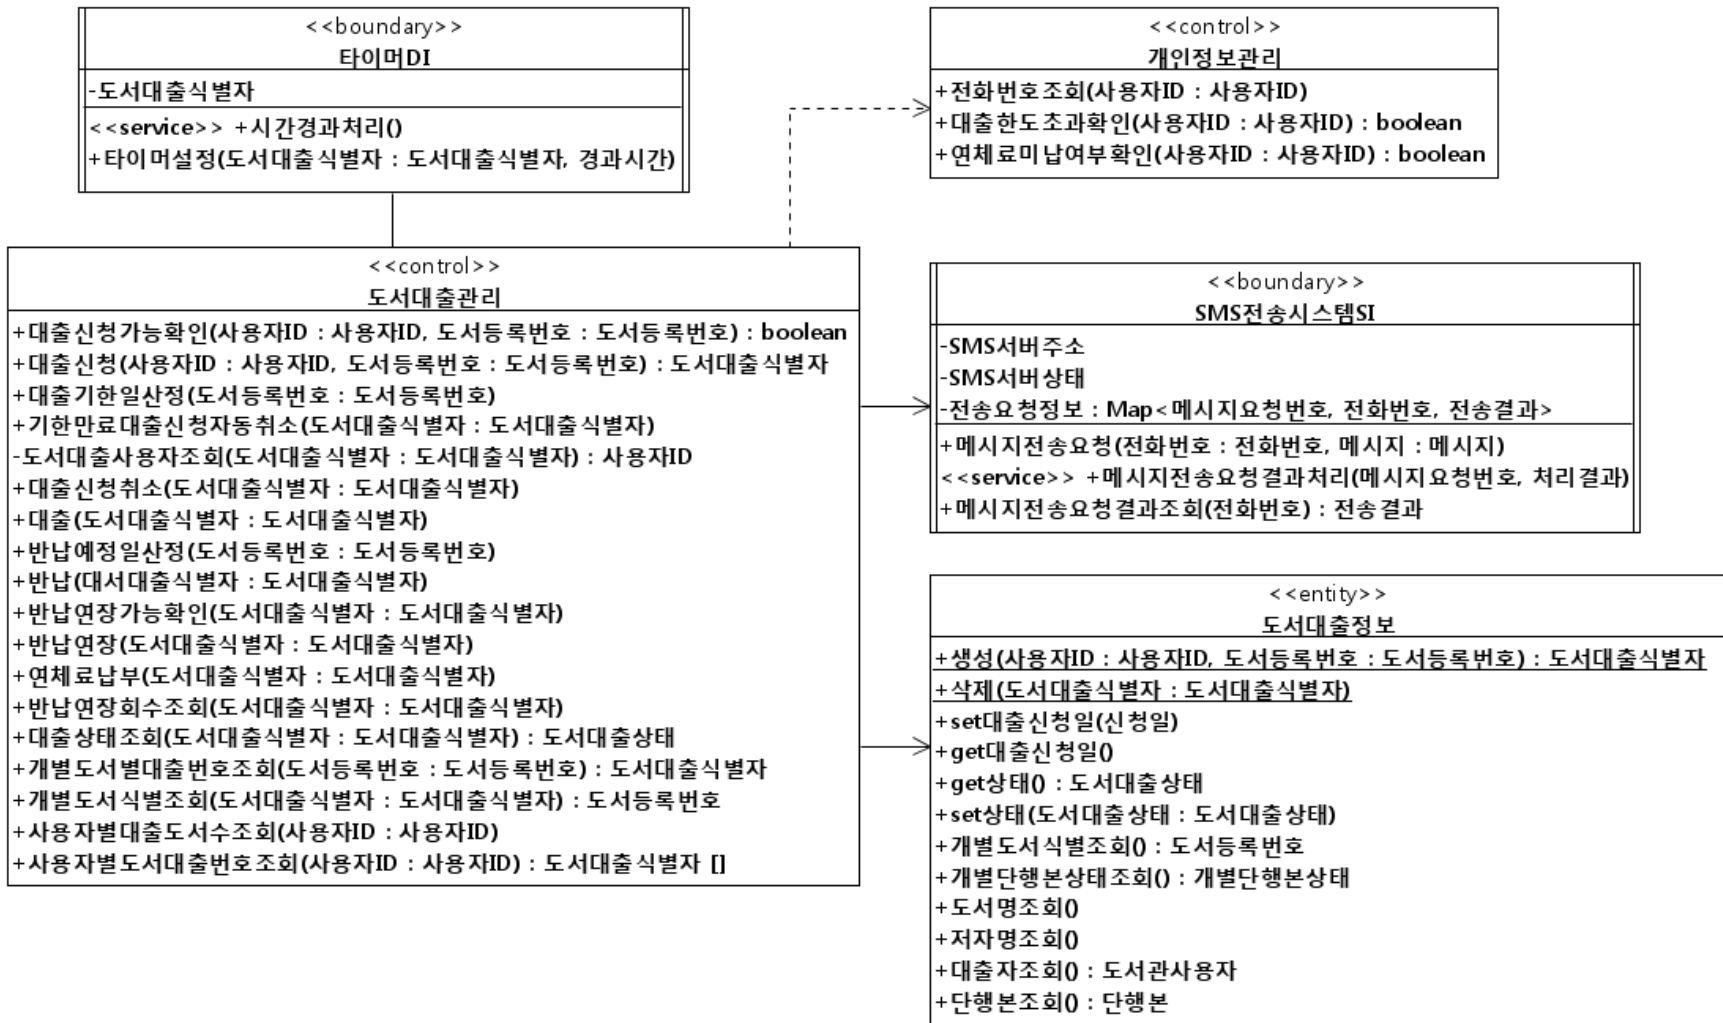 <<boundary>>
타이머DI
-도서대출식별자
<<service>> +시간경과처리()
+타이머설정(도서대출식별자 : 도서대출식별자, 경과시간)
<<control>>
개인정보관리
+전화번호조회(사용자ID : 사용자ID)
+대출한도초과확인(사용자ID : 사용자ID) : boolean
+연체료미납여부확인(사용자ID : 사용자ID) : boolean
<<control>>
도서대출관리
+대출신청가능확인(사용자ID : 사용자ID, 도서등록번호 : 도서등록번호) : boolean
+대출신청(사용자ID : 사용자ID, 도서등록번호 : 도서등록번호) : 도서대출식별자
+대출기한일산정(도서등록번호 : 도서등록번호)
+기한만료대출신청자동취소(도서대출식별자 : 도서대출식별자)
-도서대출사용자조회(도서대출식별자 : 도서대출식별자) : 사용자ID
+대출신청취소(도서대출식별자 : 도서대출식별자)
+대출(도서대출식별자 : 도서대출식별자)
+반납예정일산정(도서등록번호 : 도서등록번호)
+반납(대서대출식별자 : 도서대출식별자)
+반납연장가능확인(도서대출식별자 : 도서대출식별자)
+반납연장(도서대출식별자 : 도서대출식별자)
+연체료납부(도서대출식별자 : 도서대출식별자)
+반납연장회수조회(도서대출식별자 : 도서대출식별자)
+대출상태조회(도서대출식별자 : 도서대출식별자) : 도서대출상태
+개별도서별대출번호조회(도서등록번호 : 도서등록번호) : 도서대출식별자
+개별도서식별조회(도서대출식별자 : 도서대출식별자) : 도서등록번호
+사용자별대출도서수조회(사용자ID : 사용자ID)
+사용자별도서대출번호조회(사용자ID : 사용자ID) : 도서대출식별자 []
<<boundary>>
SMS전송시스템SI
-SMS서버주소
-SMS서버상태
-전송요청정보 : Map<메시지요청번호, 전화번호, 전송결과>
+메시지전송요청(전화번호 : 전화번호, 메시지 : 메시지)
<<service>> +메시지전송요청결과처리(메시지요청번호, 처리결과)
+메시지전송요청결과조회(전화번호) : 전송결과
<<entity>>
도서대출정보
+생성(사용자ID : 사용자ID, 도서등록번호 : 도서등록번호) : 도서대출식별자
+삭제(도서대출식별자 : 도서대출식별자)
+set대출신청일(신청일)
+get대출신청일()
+get상태() : 도서대출상태
+set상태(도서대출상태 : 도서대출상태)
+개별도서식별조회() : 도서등록번호
+개별단행본상태조회() : 개별단행본상태
+도서명조회()
+저자명조회()
+대출자조회() : 도서관사용자
+단행본조회() : 단행본